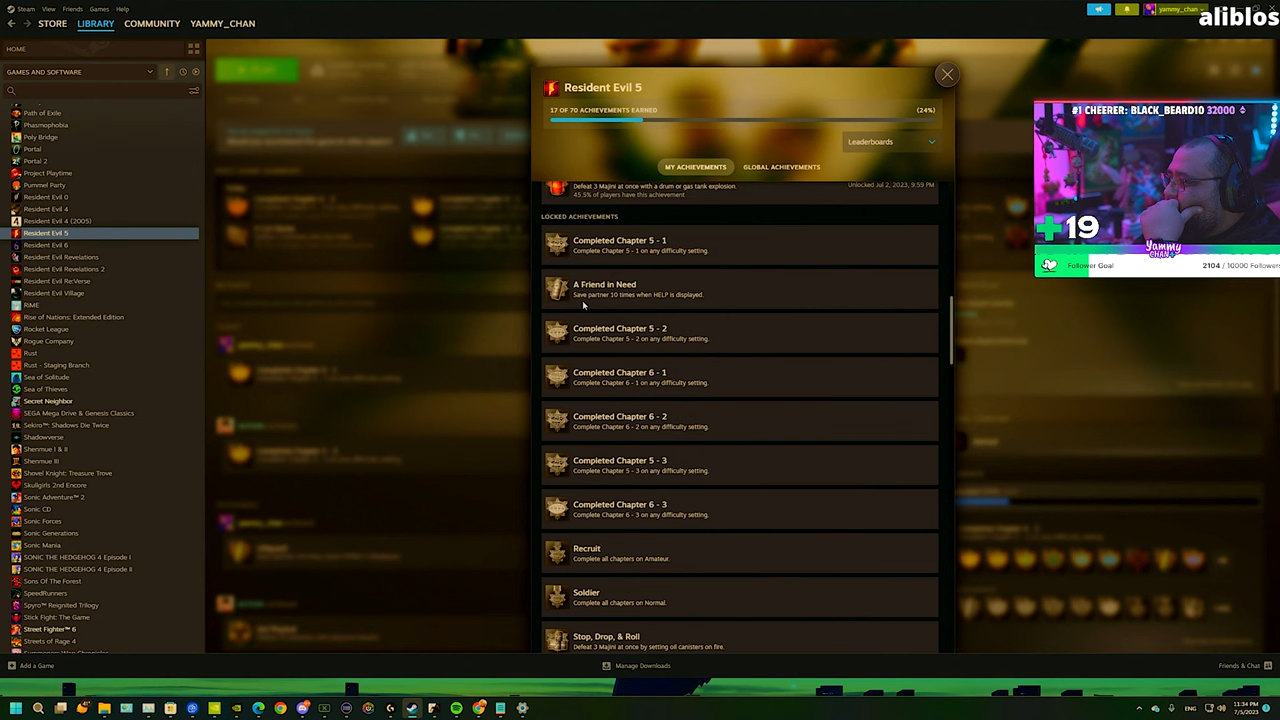 Steam View Friends Games Help
yammy_chan
aliblos
STORE LIBRARY COMMUNITY YAMMY_CHAN
HOME
GAMES AND SOFTWARE
Path of Exile
Phasmophobia
Poly Bridge
Portal
Portal 2
Project Playtime
Pummel Party
Resident Evil 0
Resident Evil 4
Resident Evil 4 (2005)
Resident Evil 5
Resident Evil 6
Resident Evil Revelations
Resident Evil Revelations 2
Resident Evil Re:Verse
Resident Evil Village
RiME
Rise of Nations: Extended Edition
Rocket League
Rogue Company
Rust
Rust - Staging Branch
Sea of Solitude
Sea of Thieves
Secret Neighbor
SEGA Mega Drive & Genesis Classics
Sekiro™: Shadows Die Twice
Shadowverse
Shenmue I & II
Shenmue III
Shovel Knight: Treasure Trove
Skullgirls 2nd Encore
Sonic Adventure™ 2
Sonic CD
Sonic Forces
Sonic Generations
Sonic Mania
SONIC THE HEDGEHOG 4 Episode I
SONIC THE HEDGEHOG 4 Episode II
Sons Of The Forest
SpeedRunners
Spyro™ Reignited Trilogy
Stick Fight: The Game
Street Fighter™ 6
Streets of Rage 4
Resident Evil 5
17 OF 70 ACHIEVEMENTS EARNED (24%)
Leaderboards
MY ACHIEVEMENTS GLOBAL ACHIEVEMENTS
Defeat 3 Majini at once with a drum or gas tank explosion.
45.5% of players have this achievement
Unlocked Jul 2, 2023, 9:59 PM
LOCKED ACHIEVEMENTS
Completed Chapter 5 - 1
Complete Chapter 5 - 1 on any difficulty setting.
A Friend in Need
Save partner 10 times when HELP is displayed.
Completed Chapter 5 - 2
Complete Chapter 5 - 2 on any difficulty setting.
Completed Chapter 6 - 1
Complete Chapter 6 - 1 on any difficulty setting.
Completed Chapter 6 - 2
Complete Chapter 6 - 2 on any difficulty setting.
Completed Chapter 5 - 3
Complete Chapter 5 - 3 on any difficulty setting.
Completed Chapter 6 - 3
Complete Chapter 6 - 3 on any difficulty setting.
Recruit
Complete all chapters on Amateur.
Soldier
Complete all chapters on Normal.
Stop, Drop, & Roll
Defeat 3 Majini at once by setting oil canisters on fire.
#1 CHEERER: BLACK_BEARD10 32000
19
Yammy
CHAN
Follower Goal 2104 / 10000 Followers
Add a Game
Manage Downloads
Friends & Chat
ENG
11:34 PM
7/5/2023